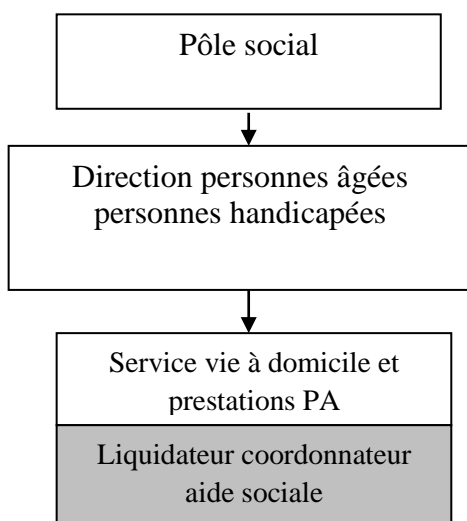 Pôle social
Direction personnes âgées
personnes handicapées
Service vie à domicile et
prestations PA
Liquidateur coordonnateur
aide sociale